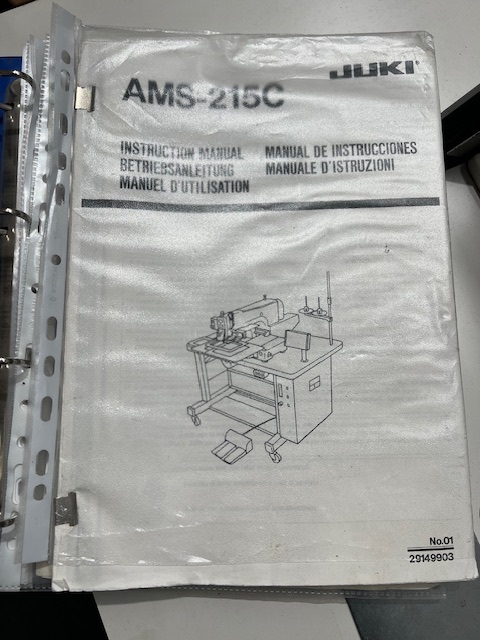 JUKI
AMS-215C
INSTRUCTION MANUAL
BETRIEBSANLEITUNG
MANUEL D'UTILISATION
MANUAL DE INSTRUCCIONES
MANUALE D'ISTRUZIONI
No.01
29149903